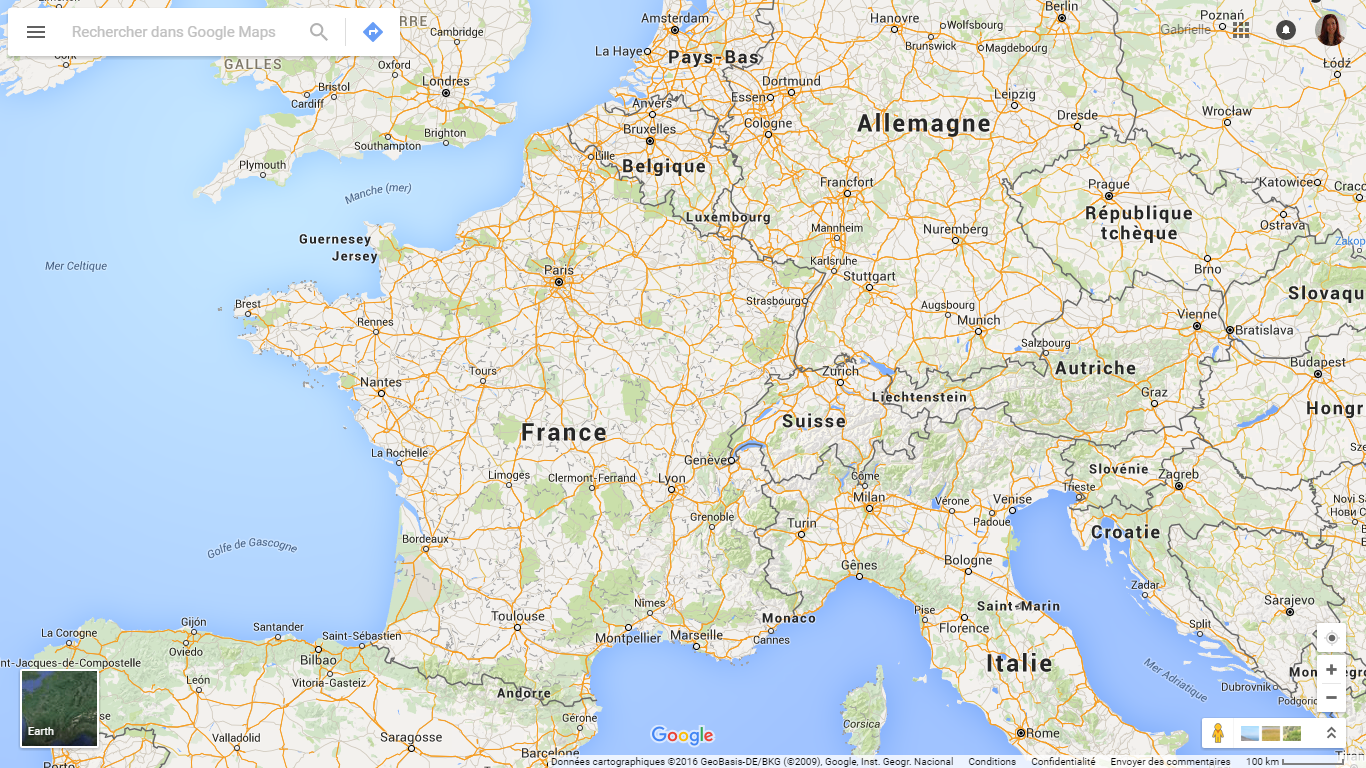 Rechercher dans Google Maps
Gabrielle
Amsterdam
Hanovre
Wolfsburg
Berlin
Poznań
Cambridge
La Haye
Pays-Bas
Brunswick
Magdebourg
Łódź
Cork
GALLES
Oxford
Londres
Dortmund
Essen
Leipzig
Bristol
Cardiff
Anvers
Cologne
Allemagne
Dresde
Wrocław
Brighton
Bruxelles
Southampton
Lille
Belgique
Plymouth
Manche (mer)
Francfort
Prague
Katowice
Craco
Luxembourg
République
tchèque
Ostrava
Mannheim
Nuremberg
Guernesey
Jersey
Zakop
Mer Celtique
Paris
Karlsruhe
Stuttgart
Brno
Slovaqu
Brest
Strasbourg
Augsbourg
Munich
Vienne
Bratislava
Rennes
Salzbourg
Budapest
Tours
Zurich
Autriche
Nantes
Liechtenstein
Graz
Hongr
Suisse
France
La Rochelle
Genève
Slovénie
Zagreb
Limoges
Clermont-Ferrand
Lyon
Côme
Milan
Vérone
Venise
Trieste
Novi Sa
Нови С
Grenoble
Turin
Padoue
Croatie
Bordeaux
Golfe de Gascogne
Gênes
Bologne
Zadar
Nîmes
Pise
Saint-Marin
Sarajevo
Toulouse
Monaco
Florence
Gijón
Santander
Saint-Sébastien
Montpellier
Marseille
Cannes
Split
La Corogne
Oviedo
Bilbao
nt-Jacques-de-Compostelle
León
Vitoria-Gasteiz
Andorre
Italie
Mer Adriatique
Dubrovnik
Podgoric
Earth
Gérone
Corsica
Valladolid
Saragosse
Google
Rome
Barcelone
Porto
Données cartographiques ©2016 GeoBasis-DE/BKG (©2009), Google, Inst. Geogr. Nacional
Conditions
Confidentialité
Envoyer des commentaires
100 km